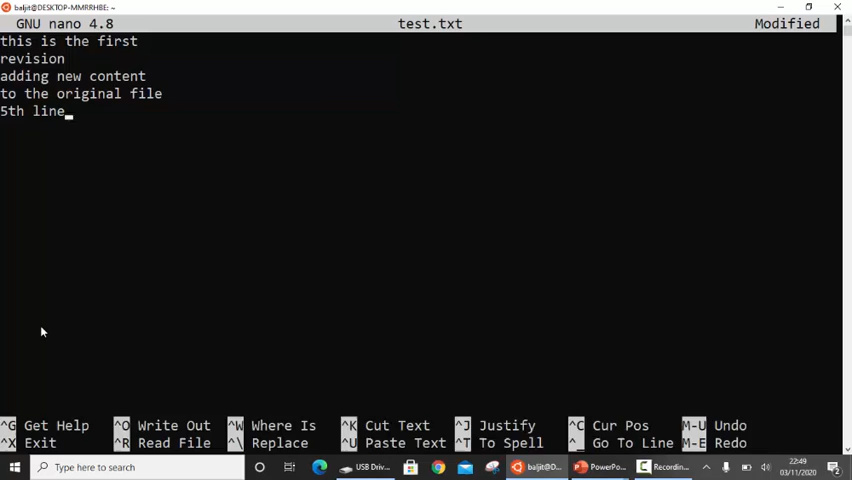 baljit@DESKTOP-MMRRHBE: ~
GNU nano 4.8 test.txt Modified
this is the first
revision
adding new content
to the original file
5th line
^G Get Help ^O Write Out ^W Where Is ^K Cut Text ^J Justify ^C Cur Pos M-U Undo
^X Exit ^R Read File ^\ Replace ^U Paste Text ^T To Spell ^_ Go To Line M-E Redo
Type here to search USB Driv... baljit@D... PowerPo... Recordin... 22:49
03/11/2020 2